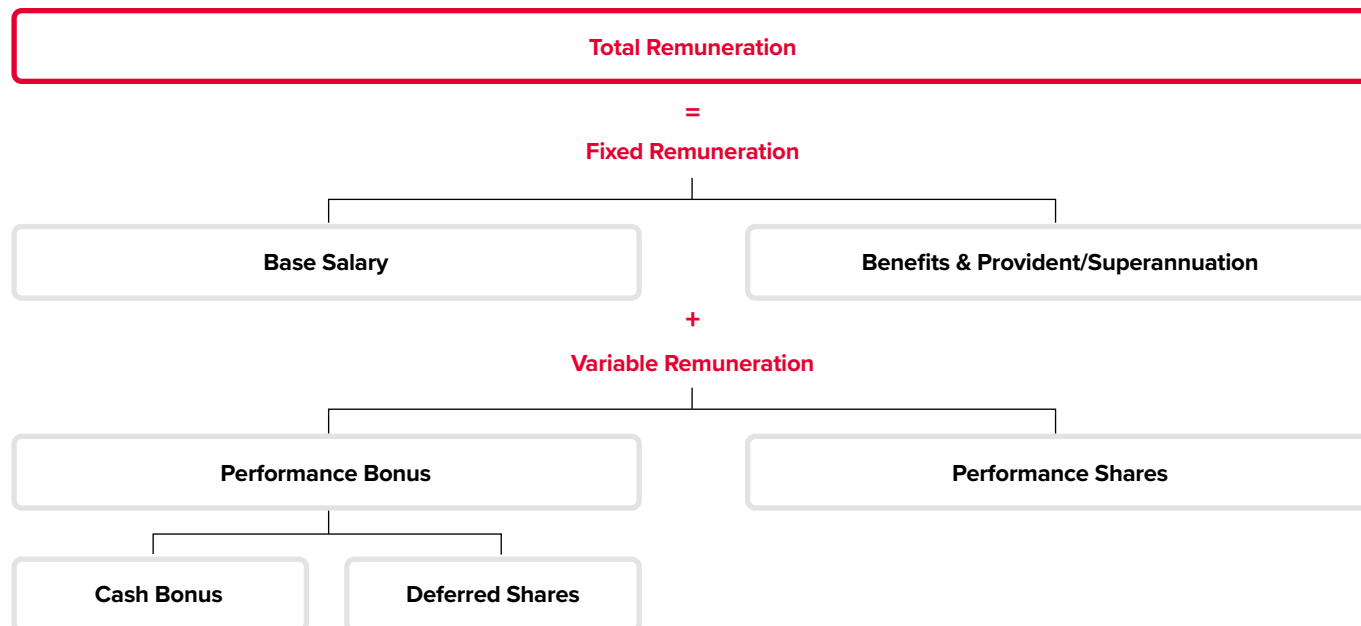 Total Remuneration
=
Fixed Remuneration
Base Salary
Benefits & Provident/Superannuation
+
Variable Remuneration
Performance Bonus
Performance Shares
Cash Bonus
Deferred Shares